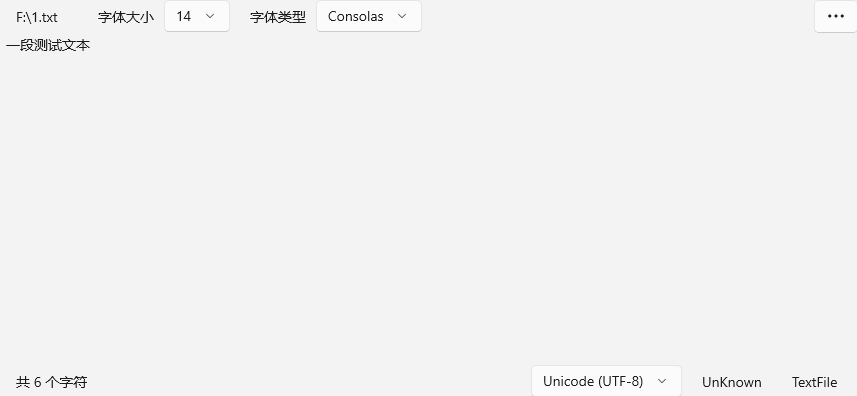 F:\1.txt 字体大小 14 字体类型 Consolas ···
一段测试文本
共 6 个字符 Unicode (UTF-8) UnKnown TextFile